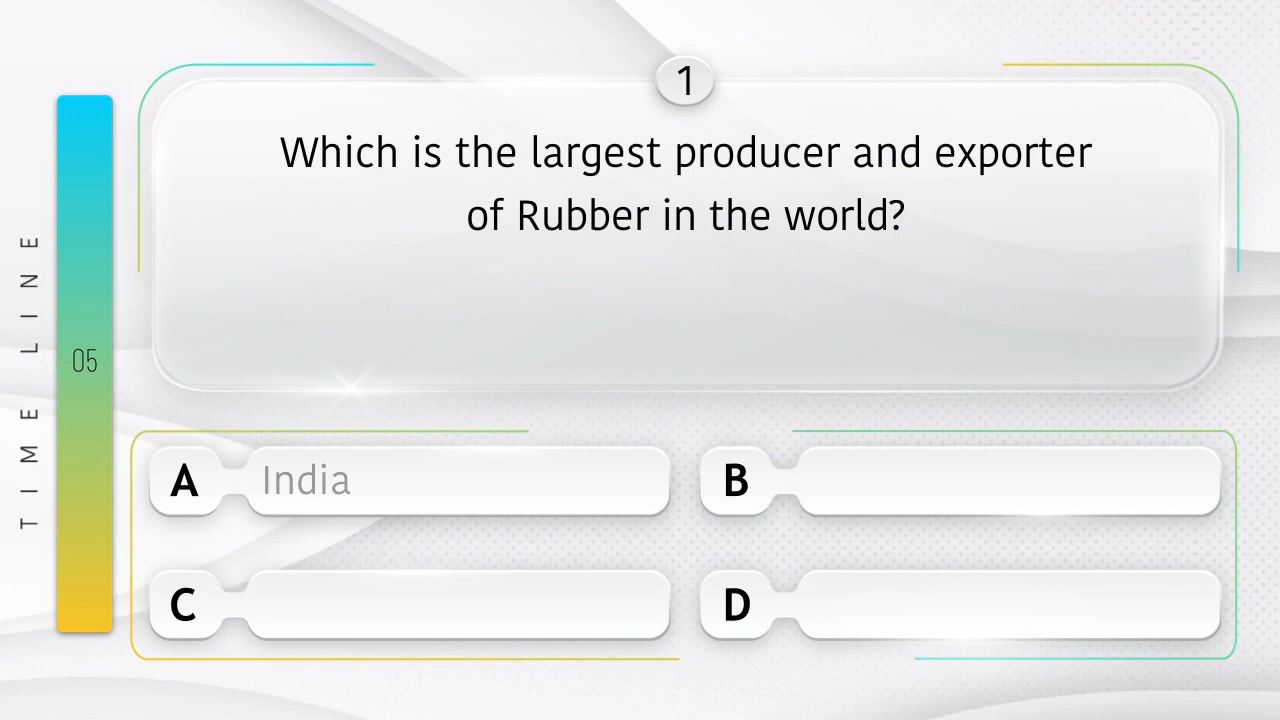 1
Which is the largest producer and exporter
of Rubber in the world?
TIME LINE
05
A India
B
C
D